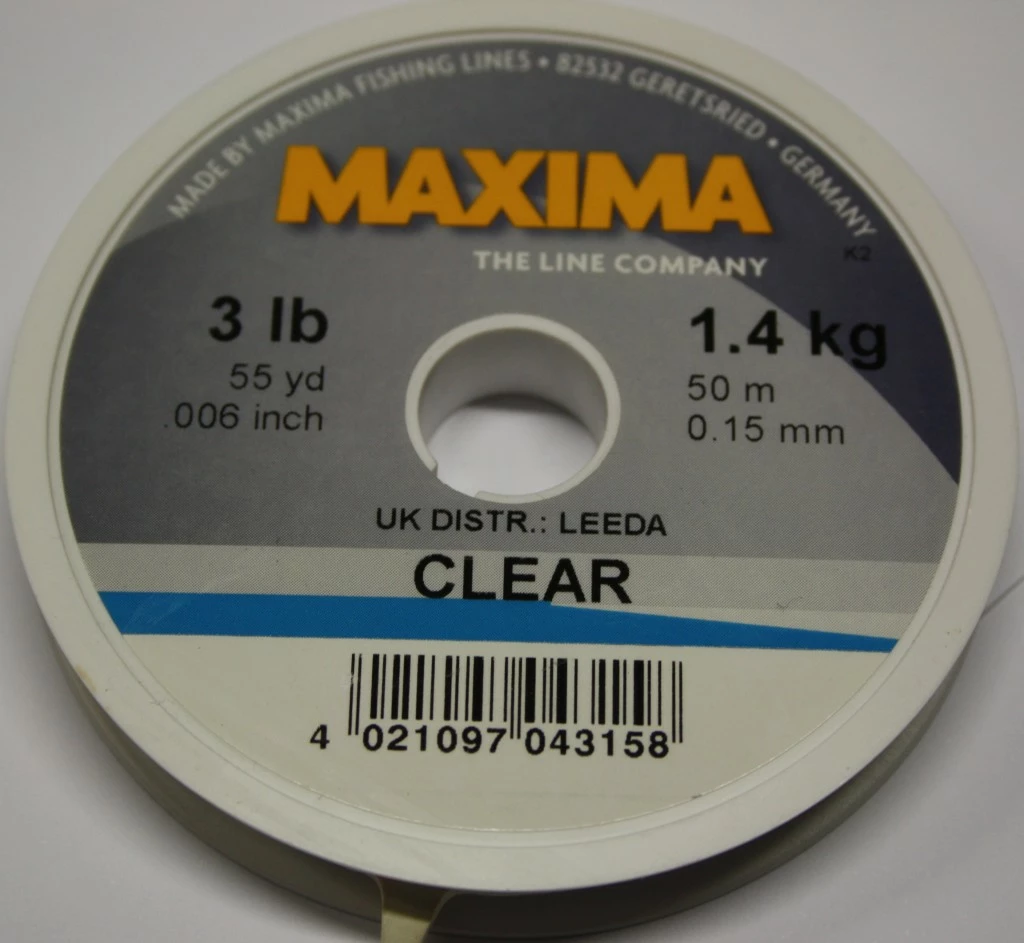 MADE BY MAXIMA FISHING LINES • 82532 GERETSRIED • GERMANY
MAXIMA
K2
THE LINE COMPANY
3 lb
1.4 kg
55 yd
50 m
.006 inch
0.15 mm
UK DISTR.: LEEDA
CLEAR
4 021097 043158